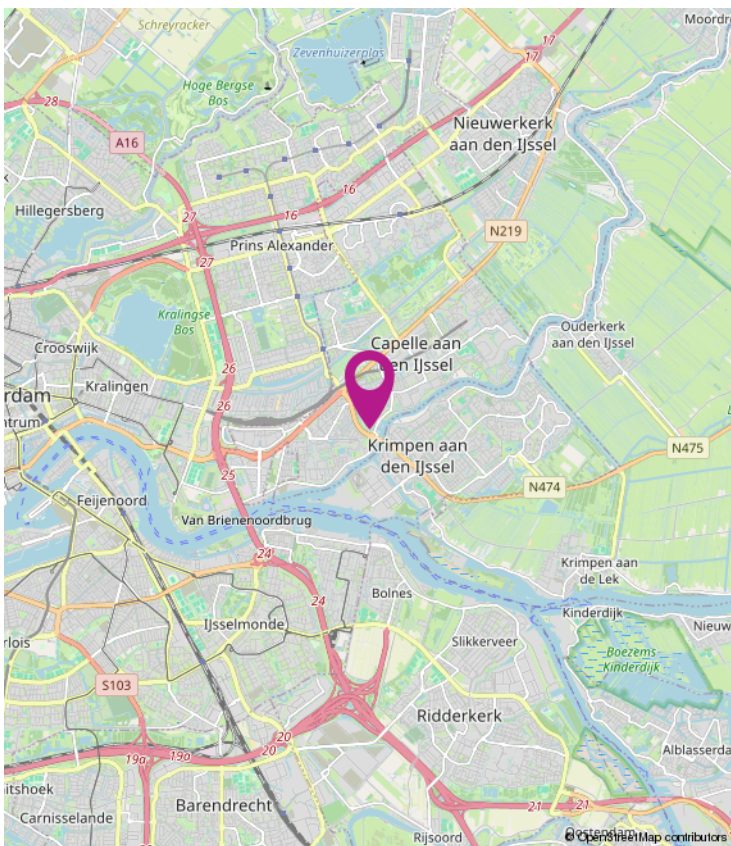 Schreyracker
Moordre
17
Zevenhuizerplas
17
Hoge Bergse
Bos
28
A16
Nieuwerkerk
aan den IJssel
16
Hillegersberg
27
16
N219
Prins Alexander
27
Kralingse
Bos
Ouderkerk
aan den IJssel
Crooswijk
Capelle aan
den IJssel
26
Kralingen
rdam
26
ntrum
Krimpen aan
den IJssel
N475
25
N474
Feijenoord
Van Brienenoordbrug
24
Krimpen aan
de Lek
24
Bolnes
Kinderdijk
IJsselmonde
Nieuw
Slikkerveer
rlois
Boezems
Kinderdijk
S103
Ridderkerk
20
Alblasserda
19a
19a
20
itshoek
Barendrecht
21
21
Carnisselande
Rijsoord
Oostendam
© OpenStreetMap contributors